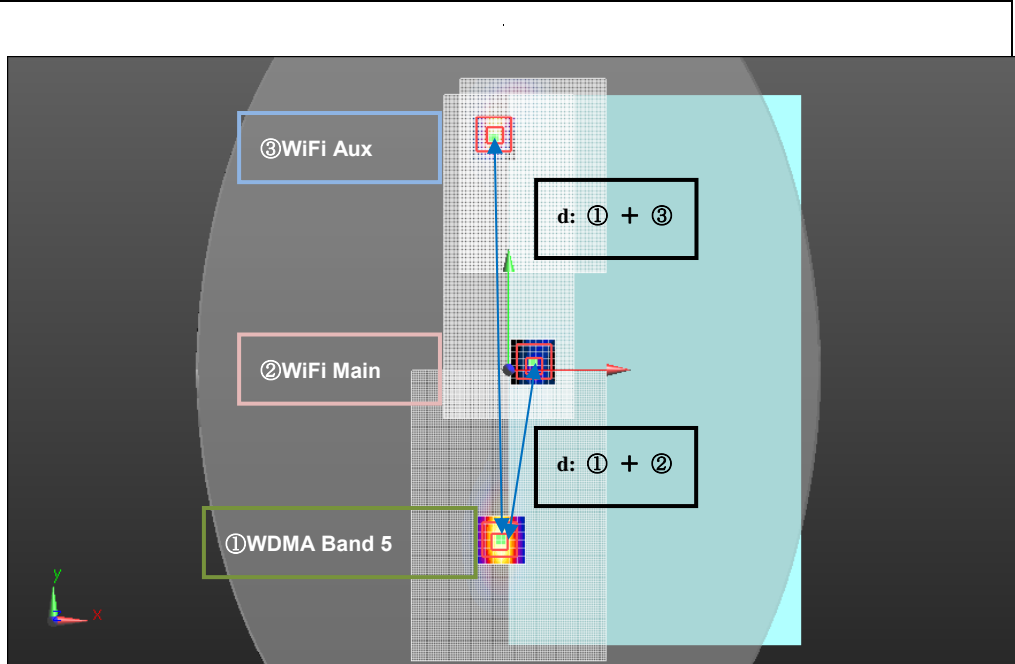 ③WiFi Aux
d: ① + ③
②WiFi Main
d: ① + ②
①WDMA Band 5
y
x